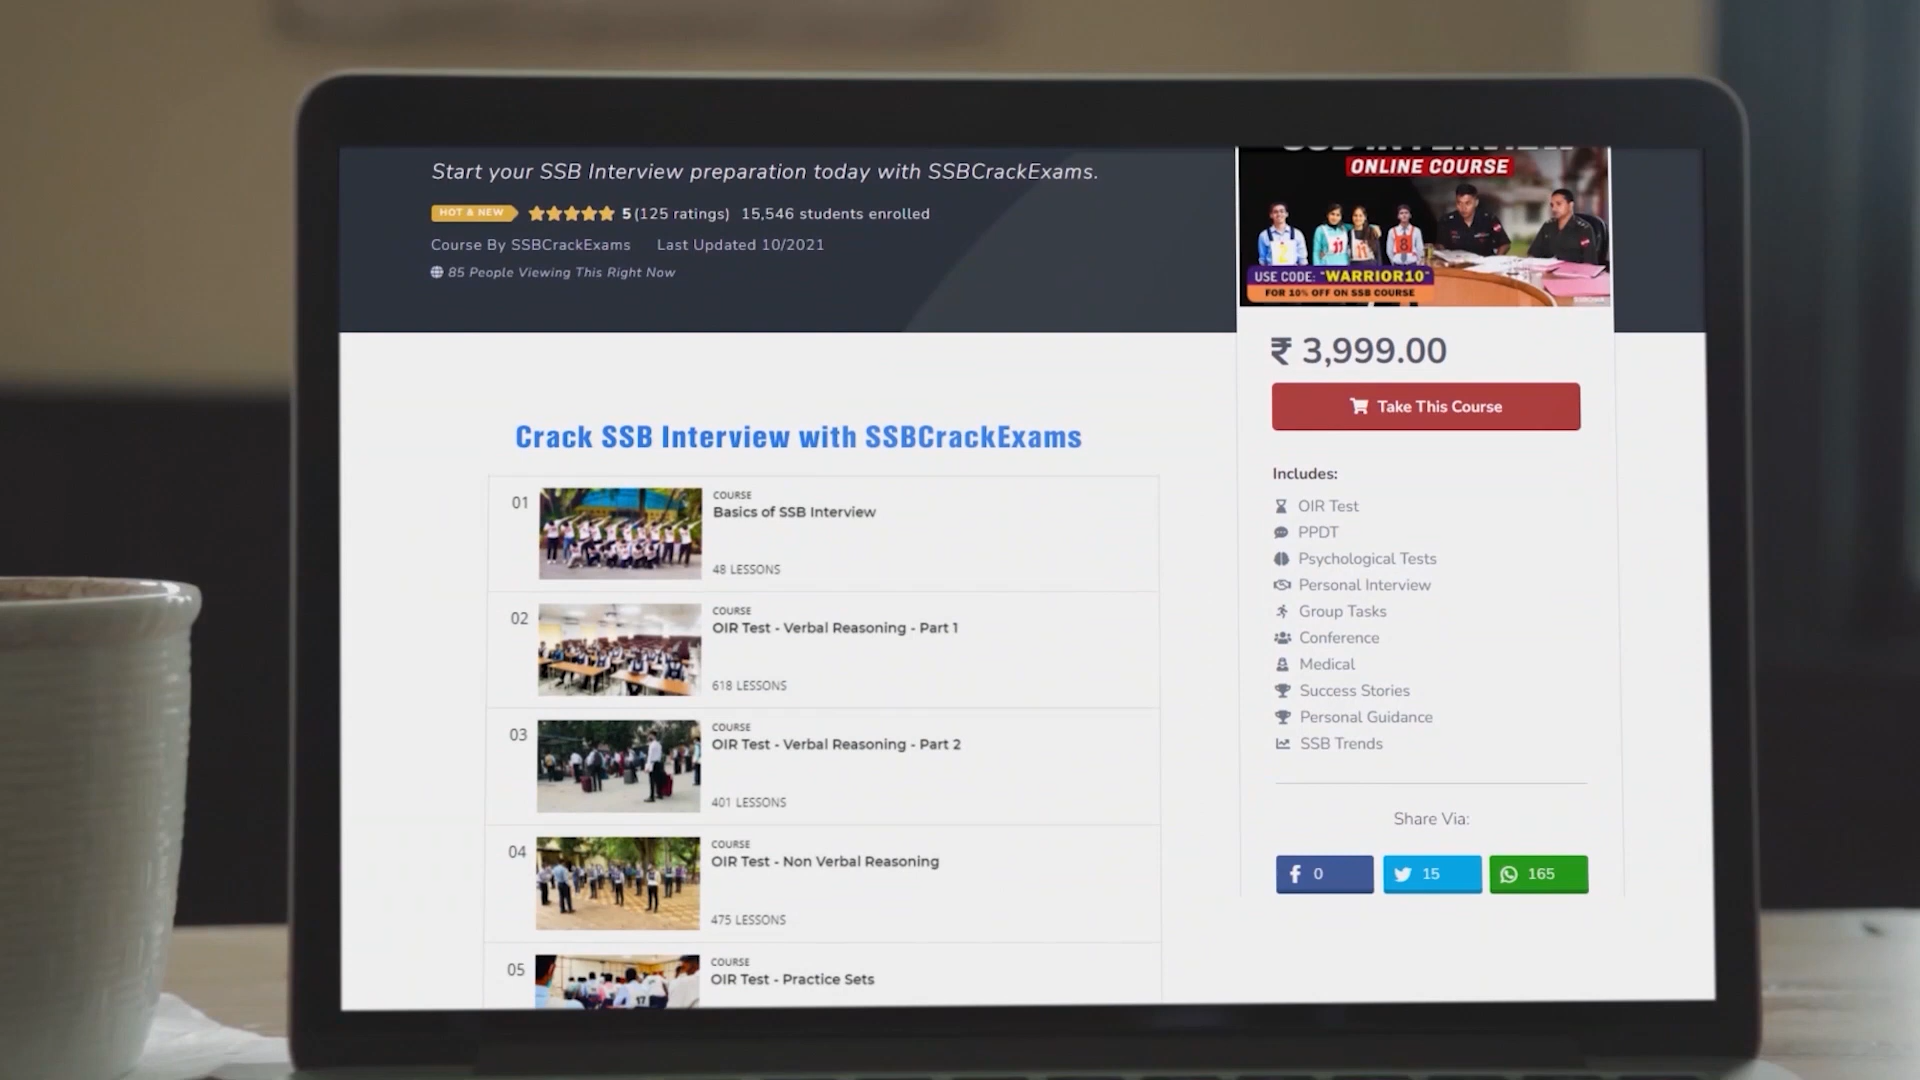 Start your SSB Interview preparation today with SSBCrackExams.
HOT & NEW 5 (125 ratings) 15,546 students enrolled
Course By SSBCrackExams Last Updated 10/2021
85 People Viewing This Right Now
SSB INTERVIEW
ONLINE COURSE
USE CODE: "WARRIOR10"
FOR 10% OFF ON SSB COURSE
₹ 3,999.00
Take This Course
Includes:
OIR Test
PPDT
Psychological Tests
Personal Interview
Group Tasks
Conference
Medical
Success Stories
Personal Guidance
SSB Trends
Share Via:
0
15
165
Crack SSB Interview with SSBCrackExams
01
COURSE
Basics of SSB Interview
48 LESSONS
02
COURSE
OIR Test - Verbal Reasoning - Part 1
618 LESSONS
03
COURSE
OIR Test - Verbal Reasoning - Part 2
401 LESSONS
04
COURSE
OIR Test - Non Verbal Reasoning
475 LESSONS
05
COURSE
OIR Test - Practice Sets